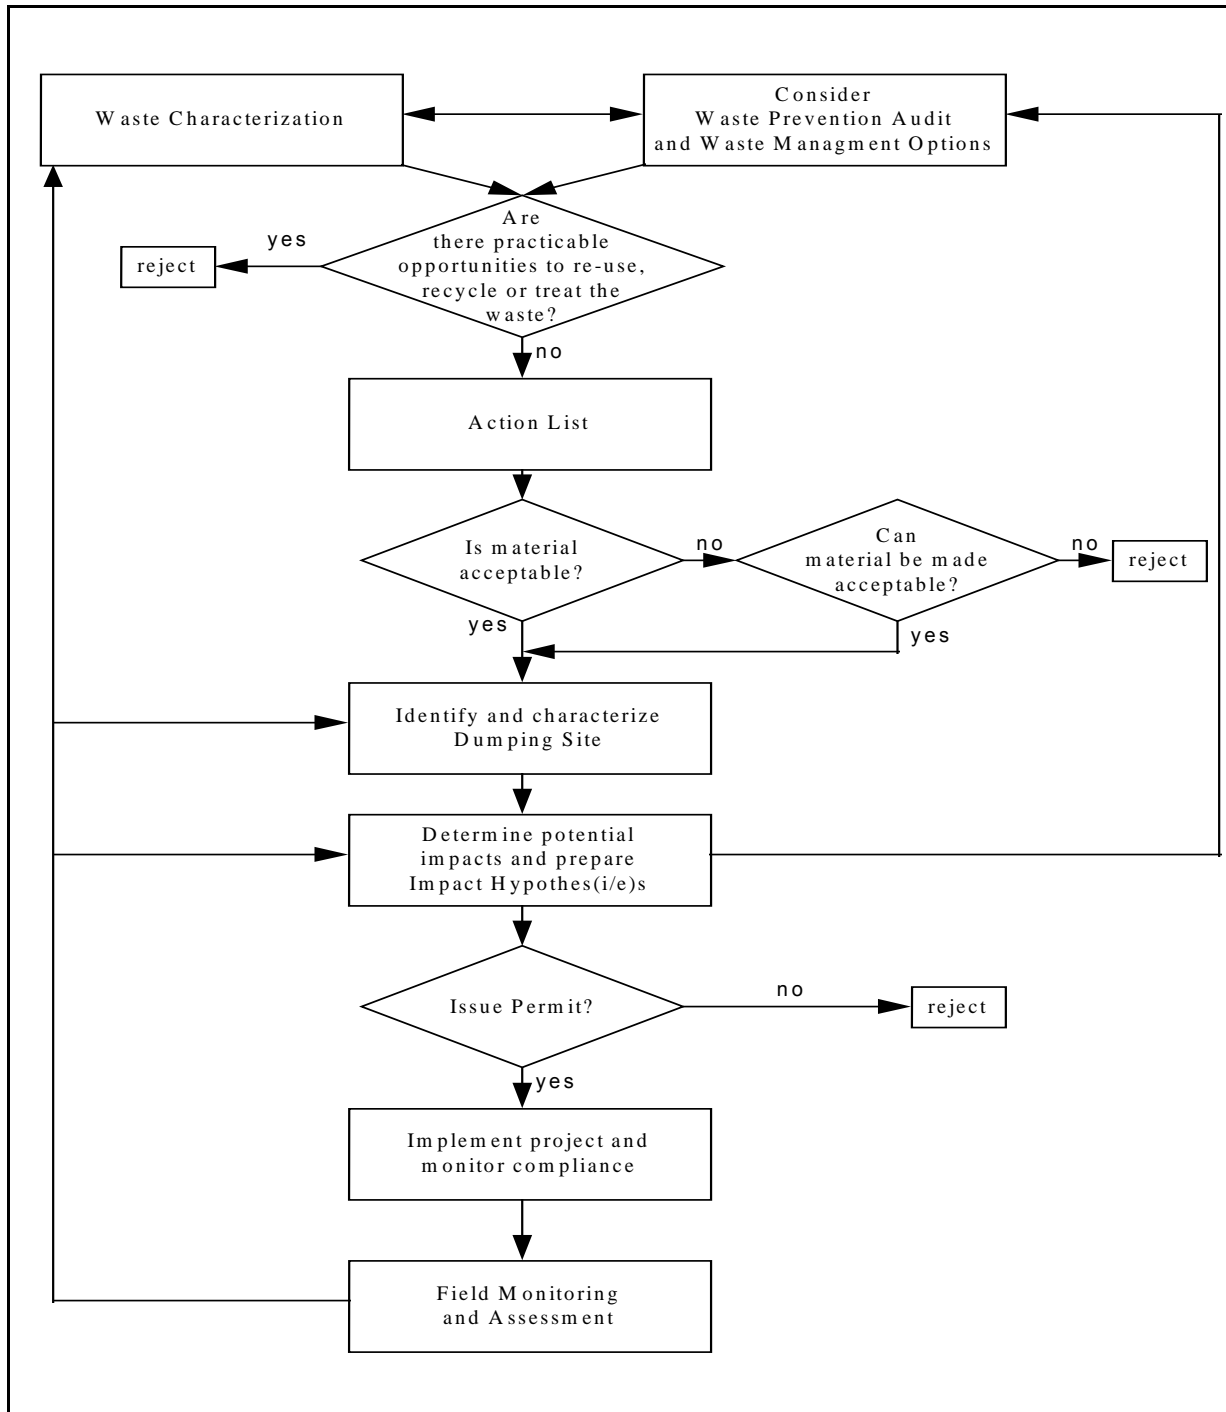 Waste Characterization
Consider
Waste Prevention Audit
and Waste Managment Options
Are
there practicable
opportunities to re-use,
recycle or treat the
waste?
yes
reject
no
Action List
Is material
acceptable?
no
Can
material be made
acceptable?
no
reject
yes
yes
Identify and characterize
Dumping Site
Determine potential
impacts and prepare
Impact Hypothes(i/e)s
Issue Permit?
no
reject
yes
Implement project and
monitor compliance
Field Monitoring
and Assessment